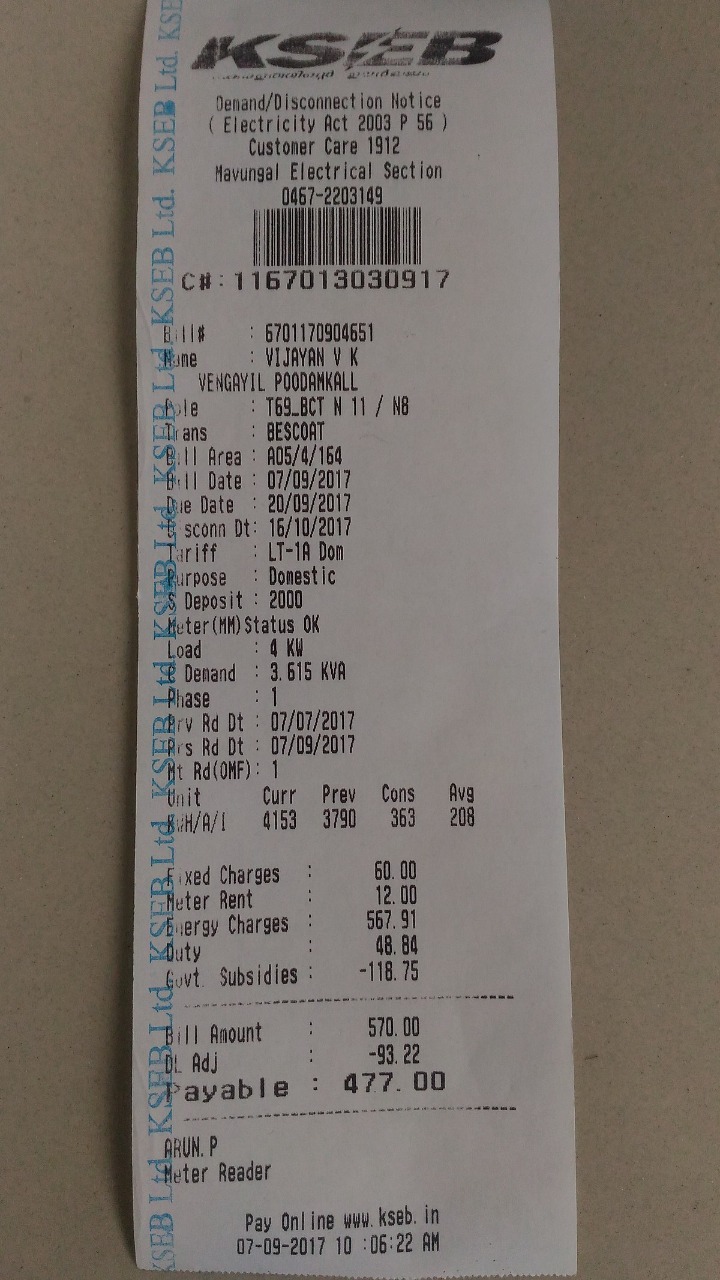 KSEB
Demand/Disconnection Notice
( Electricity Act 2003 P 56 )
Customer Care 1912
Mavungal Electrical Section
0467-2203149
C#:1167013030917
Bill# : 6701170904651
Name : VIJAYAN V K
VENGAYIL POODAMKALL
Pole : T69_BCT N 11 / N8
Trans : BESCOAT
Bill Area : A05/4/164
Bill Date : 07/09/2017
Due Date : 20/09/2017
Disconn Dt: 16/10/2017
Tariff : LT-1A Dom
Purpose : Domestic
S Deposit : 2000
Meter(MM)Status OK
Load : 4 KW
C Demand : 3.615 KVA
Phase : 1
Prv Rd Dt : 07/07/2017
Prs Rd Dt : 07/09/2017
Mt Rd(OMF): 1
Unit Curr Prev Cons Avg
KWH/A/I 4153 3790 363 208
Fixed Charges : 60.00
Meter Rent : 12.00
Energy Charges : 567.91
Duty : 48.84
Govt. Subsidies : -118.75
Bill Amount : 570.00
DL Adj : -93.22
Payable : 477.00
ARUN.P
Meter Reader
Pay Online www.kseb.in
07-09-2017 10 :06:22 AM
KSEB Ltd. KSEB Ltd. KSEB Ltd. KSEB Ltd. KSEB Ltd. KSEB Ltd. KSEB Ltd. KSEB Ltd.